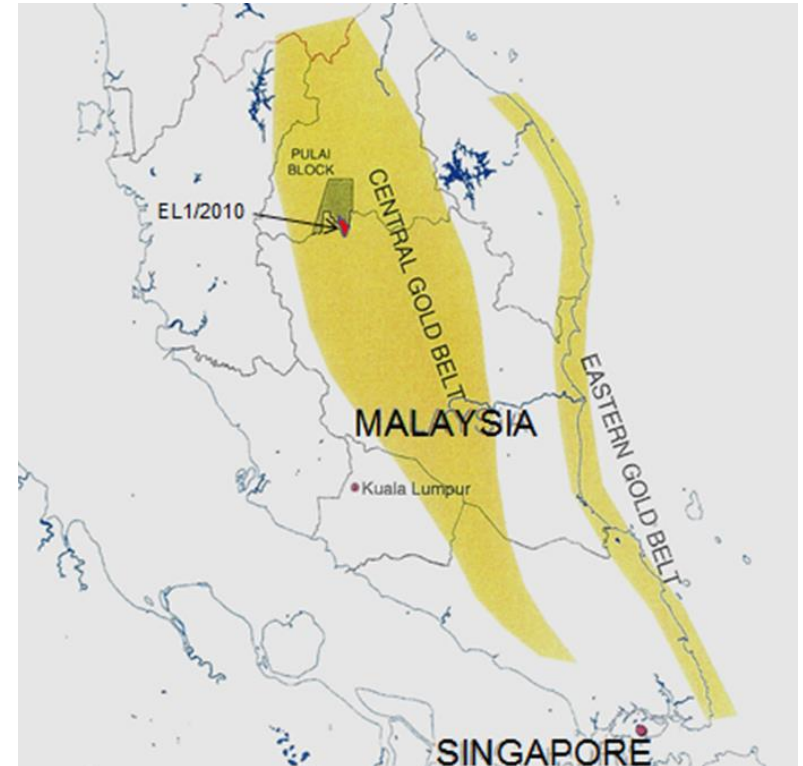 PULAI
BLOCK
EL1/2010
CENTRAL GOLD BELT
EASTERN GOLD BELT
MALAYSIA
Kuala Lumpur
SINGAPORE